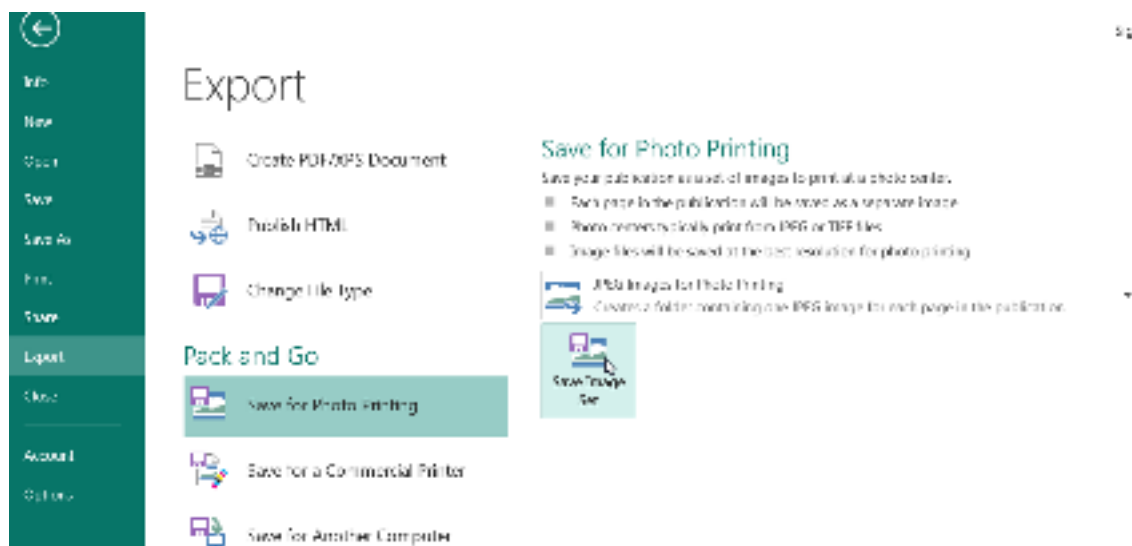 Info
New
Open
Save
Save As
Print
Share
Export
Close
Account
Options
Export
Create PDF/XPS Document
Publish HTML
Change File Type
Pack and Go
Save for Photo Printing
Save for a Commercial Printer
Save for Another Computer
Save for Photo Printing
Save your publication as a set of images to print at a photo center.
Each page in the publication will be saved as a separate image
Photo centers typically print from JPEG or TIFF files
Image files will be saved at the best resolution for photo printing
JPEG Images for Photo Printing
Creates a folder containing one JPEG image for each page in the publication.
Save Image
Set